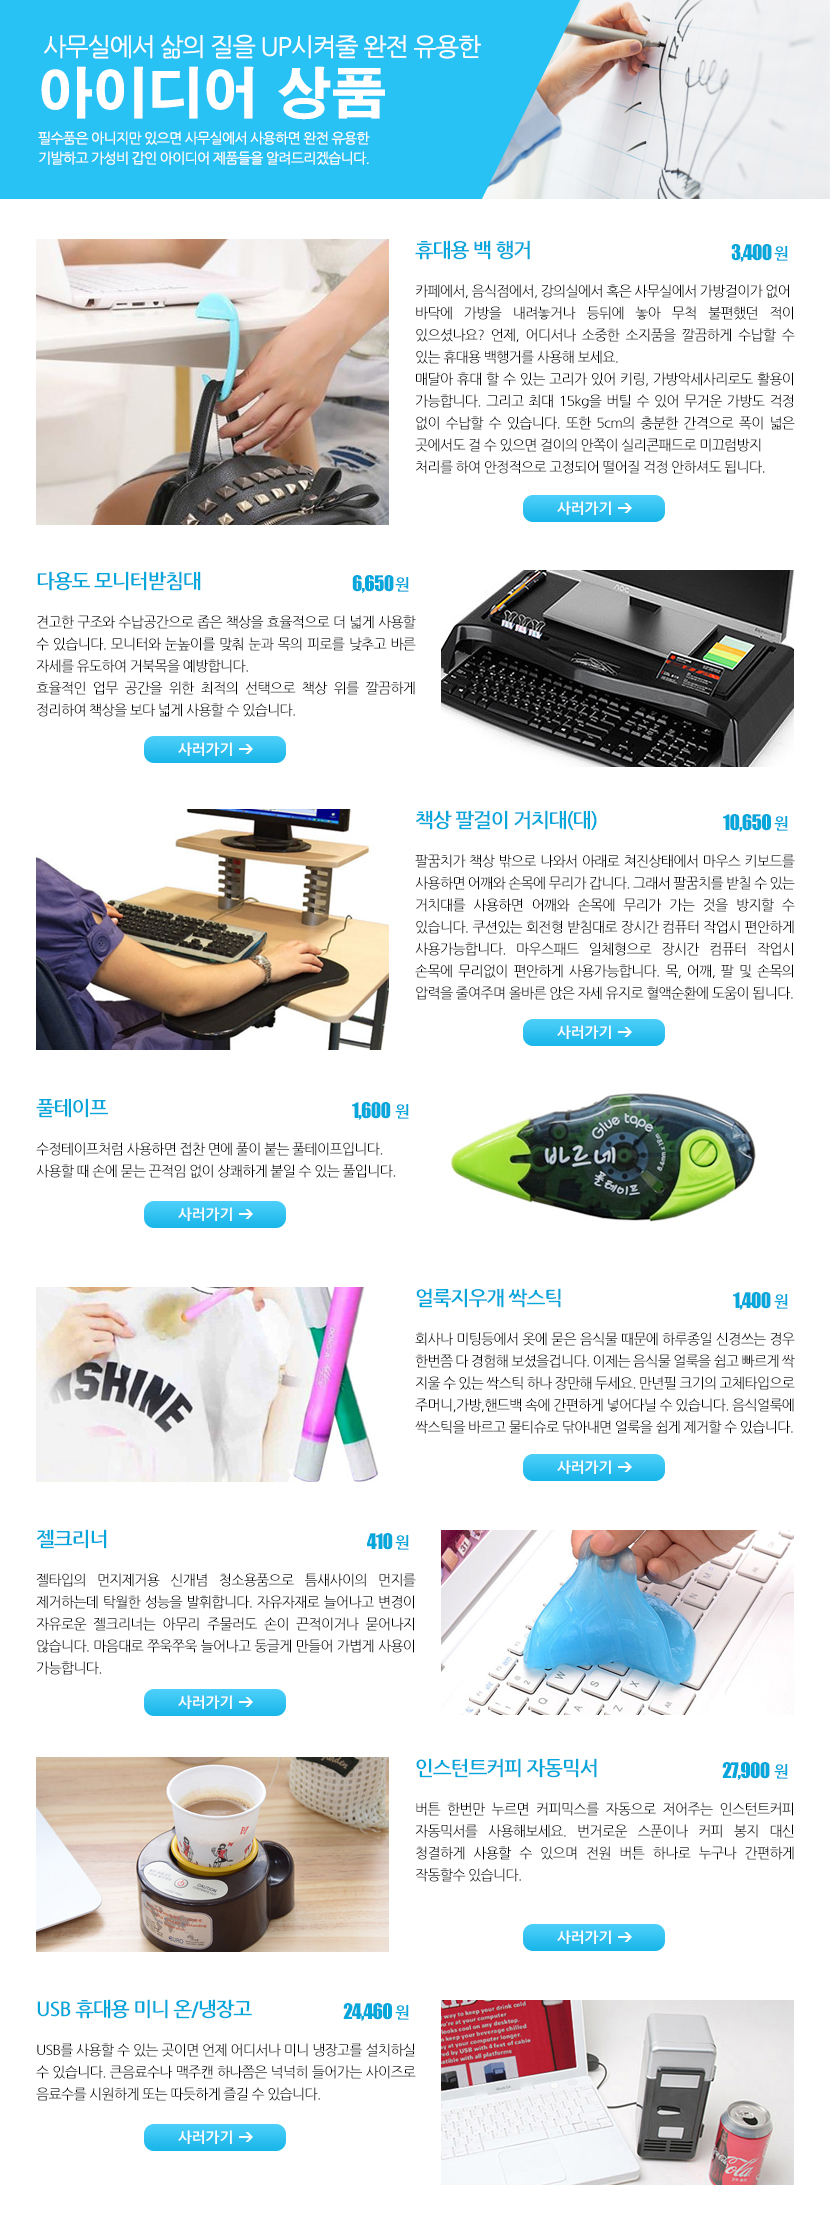 사무실에서 삶의 질을 UP시켜줄 완전 유용한
아이디어 상품
필수품은 아니지만 있으면 사무실에서 사용하면 완전 유용한
기발하고 가성비 갑인 아이디어 제품들을 알려드리겠습니다.
휴대용 백 행거 3,400 원
카페에서, 음식점에서, 강의실에서 혹은 사무실에서 가방걸이가 없어
바닥에 가방을 내려놓거나 등뒤에 놓아 무척 불편했던 적이
있으셨나요? 언제, 어디서나 소중한 소지품을 깔끔하게 수납할 수
있는 휴대용 백행거를 사용해 보세요.
매달아 휴대 할 수 있는 고리가 있어 키링, 가방악세사리로도 활용이
가능합니다. 그리고 최대 15kg을 버틸 수 있어 무거운 가방도 걱정
없이 수납할 수 있습니다. 또한 5cm의 충분한 간격으로 폭이 넓은
곳에서도 걸 수 있으면 걸이의 안쪽이 실리콘패드로 미끄럼방지
처리를 하여 안정적으로 고정되어 떨어질 걱정 안하셔도 됩니다.
사러가기 →
다용도 모니터받침대 6,650 원
견고한 구조와 수납공간으로 좁은 책상을 효율적으로 더 넓게 사용할
수 있습니다. 모니터와 눈높이를 맞춰 눈과 목의 피로를 낮추고 바른
자세를 유도하여 거북목을 예방합니다.
효율적인 업무 공간을 위한 최적의 선택으로 책상 위를 깔끔하게
정리하여 책상을 보다 넓게 사용할 수 있습니다.
사러가기 →
AOC
책상 팔걸이 거치대(대) 10,650 원
팔꿈치가 책상 밖으로 나와서 아래로 쳐진상태에서 마우스 키보드를
사용하면 어깨와 손목에 무리가 갑니다. 그래서 팔꿈치를 받칠 수 있는
거치대를 사용하면 어깨와 손목에 무리가 가는 것을 방지할 수
있습니다. 쿠션있는 회전형 받침대로 장시간 컴퓨터 작업시 편안하게
사용가능합니다. 마우스패드 일체형으로 장시간 컴퓨터 작업시
손목에 무리없이 편안하게 사용가능합니다. 목, 어깨, 팔 및 손목의
압력을 줄여주며 올바른 앉은 자세 유지로 혈액순환에 도움이 됩니다.
사러가기 →
풀테이프 1,600 원
수정테이프처럼 사용하면 접찬 면에 풀이 붙는 풀테이프입니다.
사용할 때 손에 묻는 끈적임 없이 상쾌하게 붙일 수 있는 풀입니다.
사러가기 →
Glue tape
바르네
풀테이프
NSHINE
얼룩지우개 싹스틱 1,400 원
회사나 미팅등에서 옷에 묻은 음식물 때문에 하루종일 신경쓰는 경우
한번쯤 다 경험해 보셨을겁니다. 이제는 음식물 얼룩을 쉽고 빠르게 싹
지울 수 있는 싹스틱 하나 장만해 두세요. 만년필 크기의 고체타입으로
주머니,가방,핸드백 속에 간편하게 넣어다닐 수 있습니다. 음식얼룩에
싹스틱을 바르고 물티슈로 닦아내면 얼룩을 쉽게 제거할 수 있습니다.
사러가기 →
젤크리너 410 원
젤타입의 먼지제거용 신개념 청소용품으로 틈새사이의 먼지를
제거하는데 탁월한 성능을 발휘합니다. 자유자재로 늘어나고 변경이
자유로운 젤크리너는 아무리 주물러도 손이 끈적이거나 묻어나지
않습니다. 마음대로 쭈욱쭈욱 늘어나고 둥글게 만들어 가볍게 사용이
가능합니다.
사러가기 →
인스턴트커피 자동믹서 27,900 원
버튼 한번만 누르면 커피믹스를 자동으로 저어주는 인스턴트커피
자동믹서를 사용해보세요. 번거로운 스푼이나 커피 봉지 대신
청결하게 사용할 수 있으며 전원 버튼 하나로 누구나 간편하게
작동할수 있습니다.
사러가기 →
CAUTION
USB 휴대용 미니 온/냉장고 24,460 원
USB를 사용할 수 있는 곳이면 언제 어디서나 미니 냉장고를 설치하실
수 있습니다. 큰음료수나 맥주캔 하나쯤은 넉넉히 들어가는 사이즈로
음료수를 시원하게 또는 따듯하게 즐길 수 있습니다.
사러가기 →
way to keep your drink cold
're at your computer
looks cool on any desktop.
keep your beverage chilled
at your computer longer.
ed by USB with 4 feet of cable
tible with all platforms
Cola